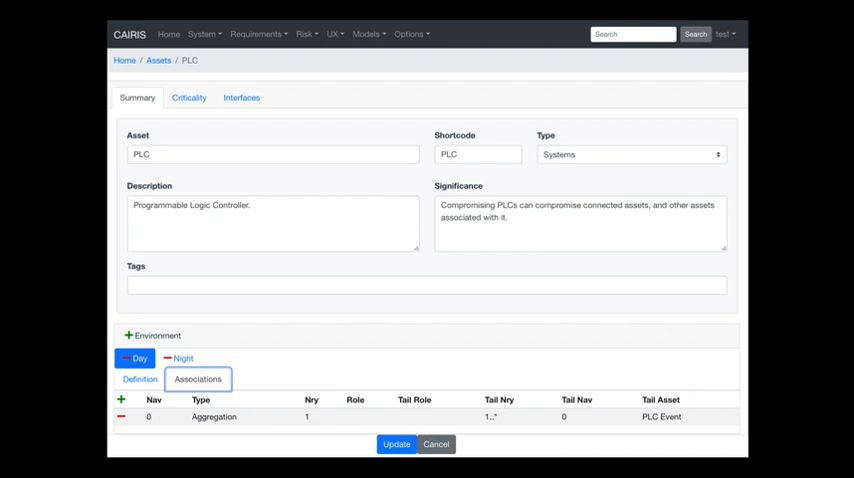 CAIRIS Home System Requirements Risk UX Models Options Search Search test
Home / Assets / PLC
Summary Criticality Interfaces
Asset Shortcode Type
PLC PLC Systems
Description Significance
Programmable Logic Controller. Compromising PLCs can compromise connected assets, and other assets
associated with it.
Tags
Environment
Day Night
Definition Associations
Nav Type Nry Role Tail Role Tail Nry Tail Nav Tail Asset
0 Aggregation 1 1..* 0 PLC Event
Update Cancel